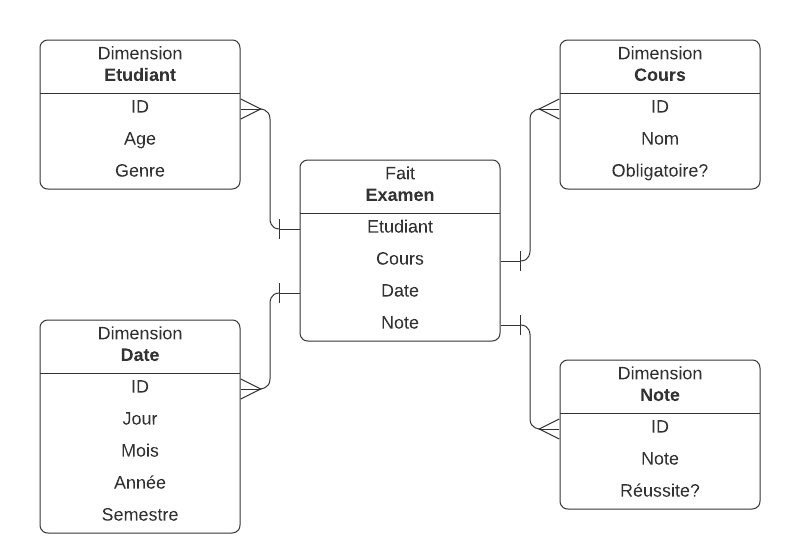 Dimension
Etudiant
ID
Age
Genre
Dimension
Cours
ID
Nom
Obligatoire?
Fait
Examen
Etudiant
Cours
Date
Note
Dimension
Date
ID
Jour
Mois
Année
Semestre
Dimension
Note
ID
Note
Réussite?